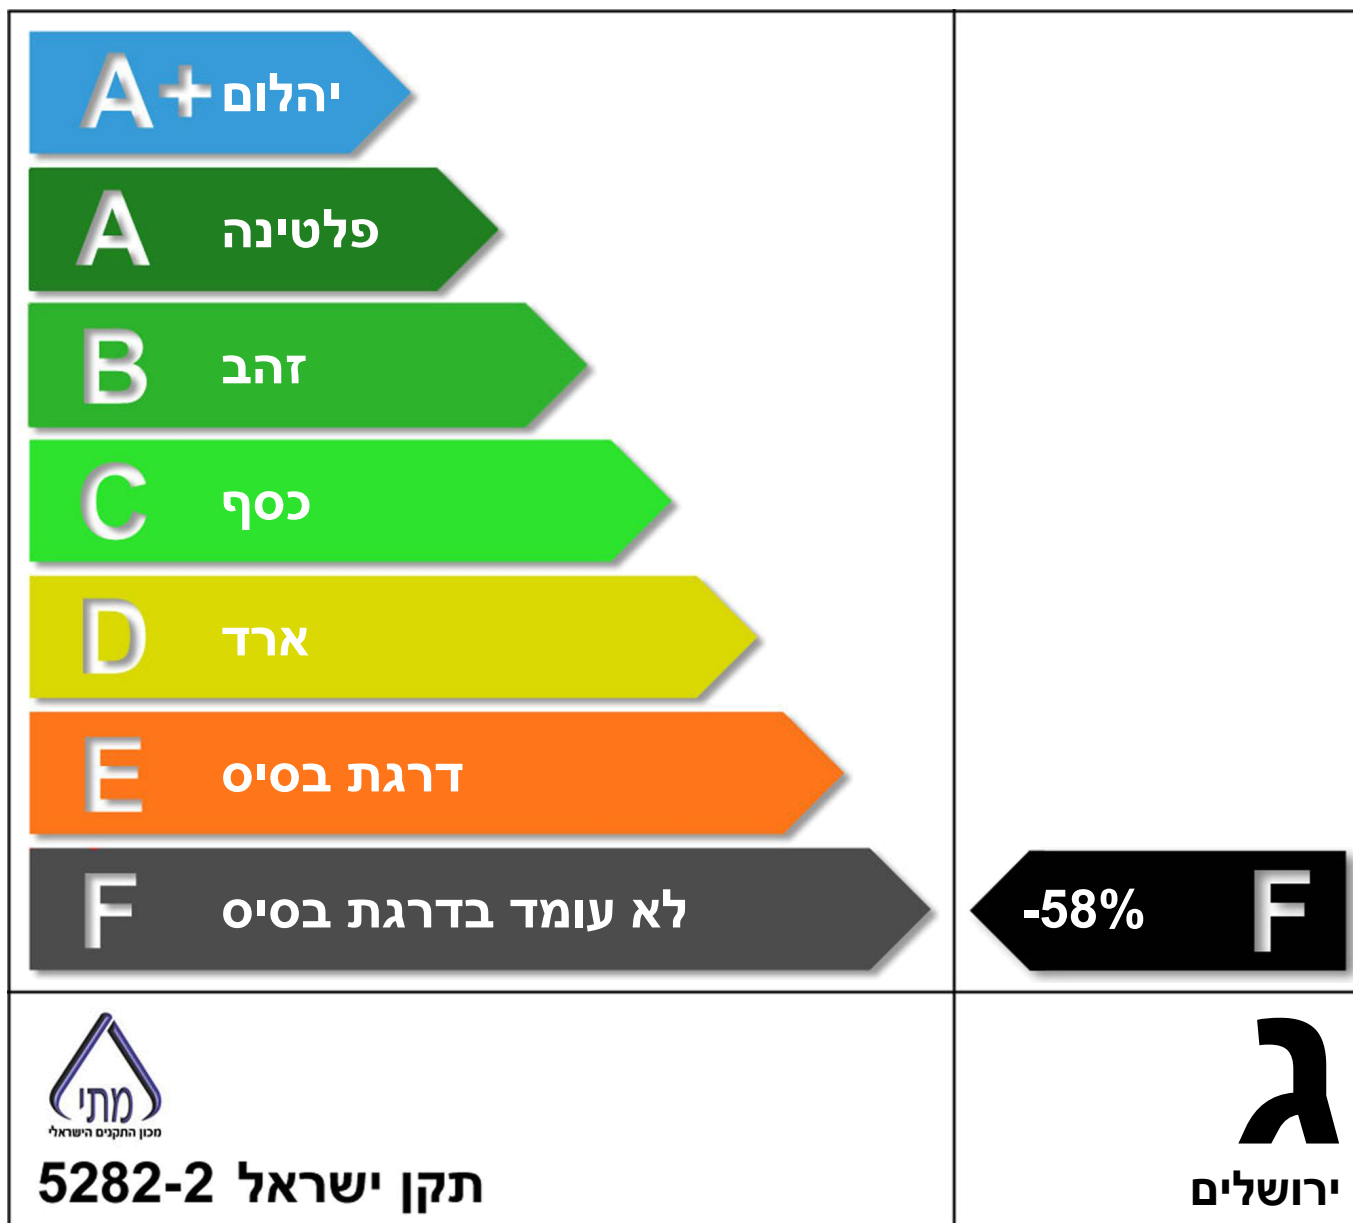 A+ יהלום
A פלטינה
B זהב
C כסף
D ארד
E דרגת בסיס
F לא עומד בדרגת בסיס
-58% F
מתי
מכון התקנים הישראלי
תקן ישראל 5282-2
ג
ירושלים